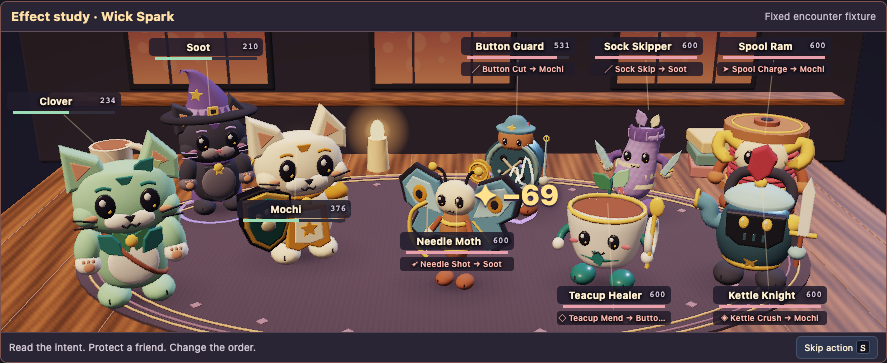 Effect study · Wick Spark
Fixed encounter fixture
Soot 210
Button Guard 531
Button Cut → Mochi
Sock Skipper 600
Sock Skip → Soot
Spool Ram 600
Spool Charge → Mochi
Clover 234
Mochi 376
-69
Needle Moth 600
Needle Shot → Soot
Teacup Healer 600
Teacup Mend → Butto...
Kettle Knight 600
Kettle Crush → Mochi
Read the intent. Protect a friend. Change the order.
Skip action S